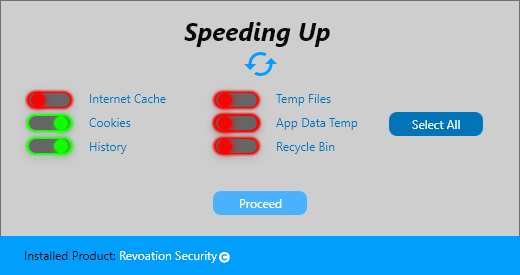 Speeding Up
Internet Cache
Temp Files
Cookies
App Data Temp
Select All
History
Recycle Bin
Proceed
Installed Product: Revoation Security©